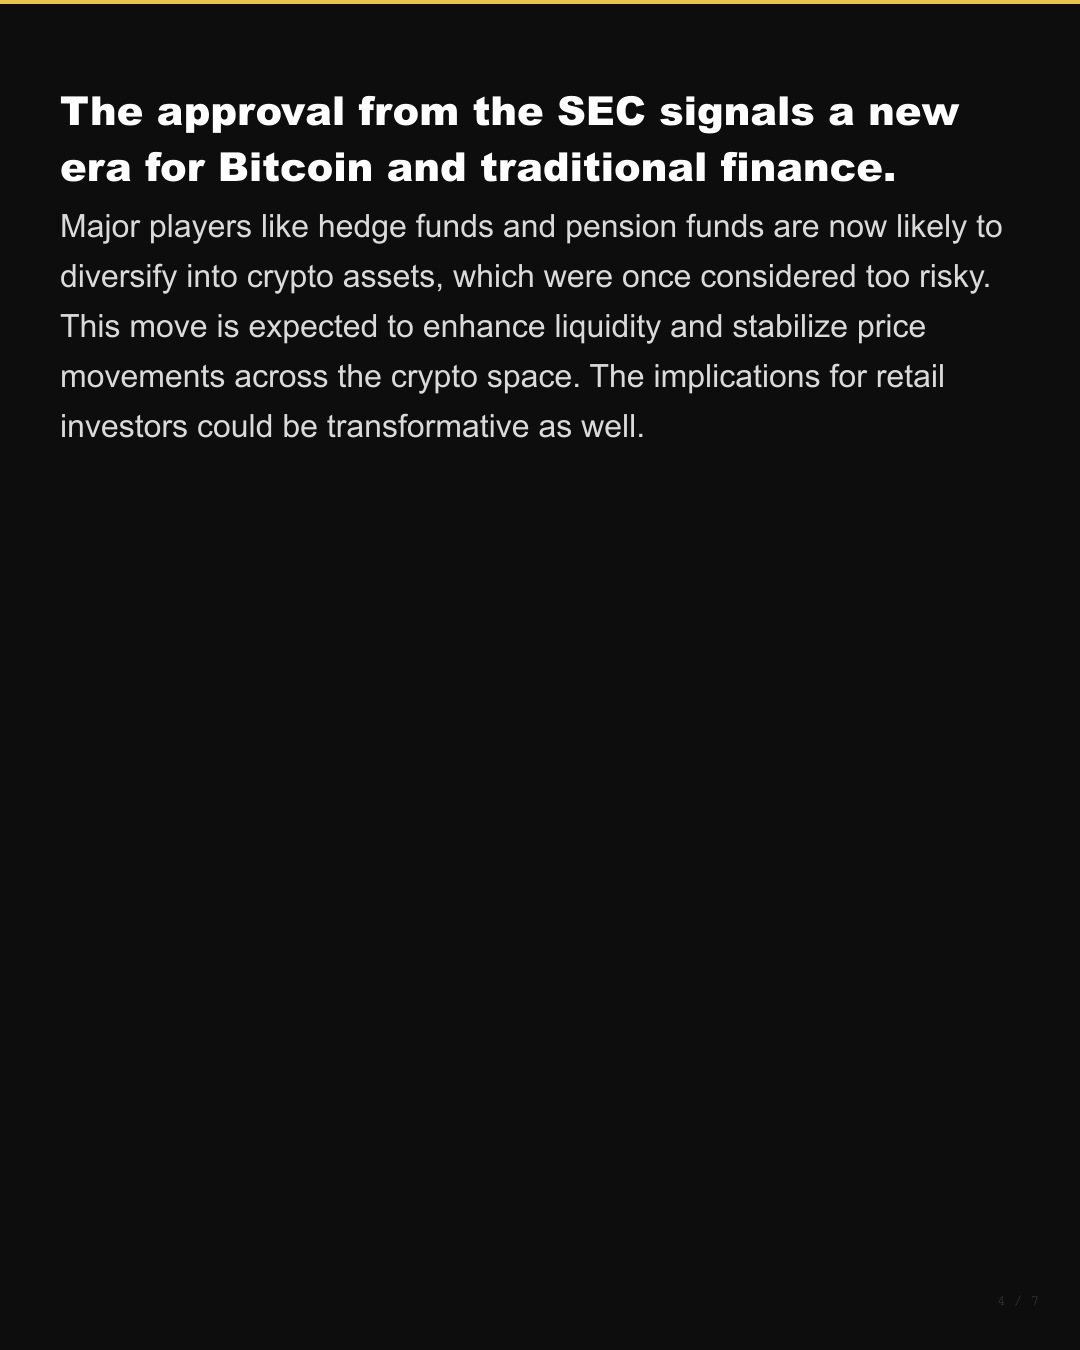 The approval from the SEC signals a new
era for Bitcoin and traditional finance.
Major players like hedge funds and pension funds are now likely to
diversify into crypto assets, which were once considered too risky.
This move is expected to enhance liquidity and stabilize price
movements across the crypto space. The implications for retail
investors could be transformative as well.
4 / 7